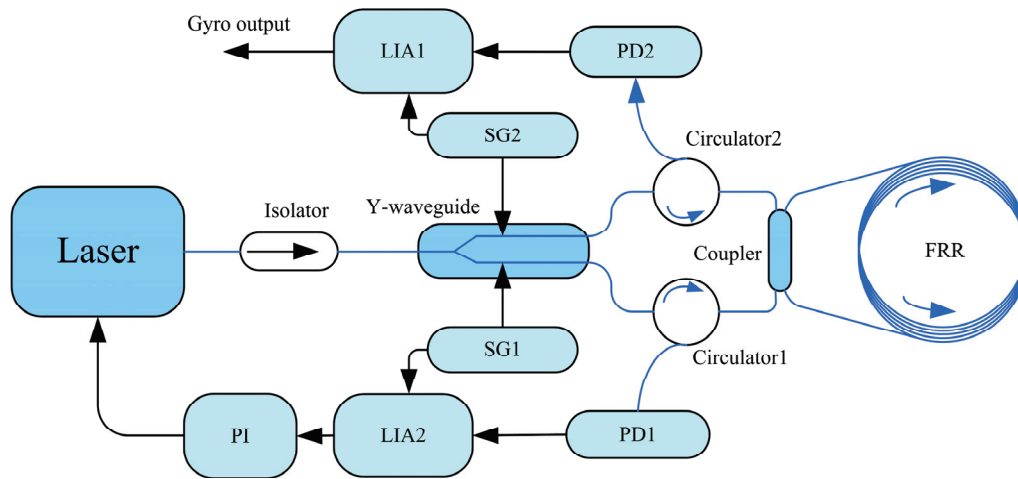 Gyro output
LIA1
PD2
SG2
Circulator2
Isolator
Y-waveguide
Laser
Coupler
FRR
SG1
Circulator1
PI
LIA2
PD1